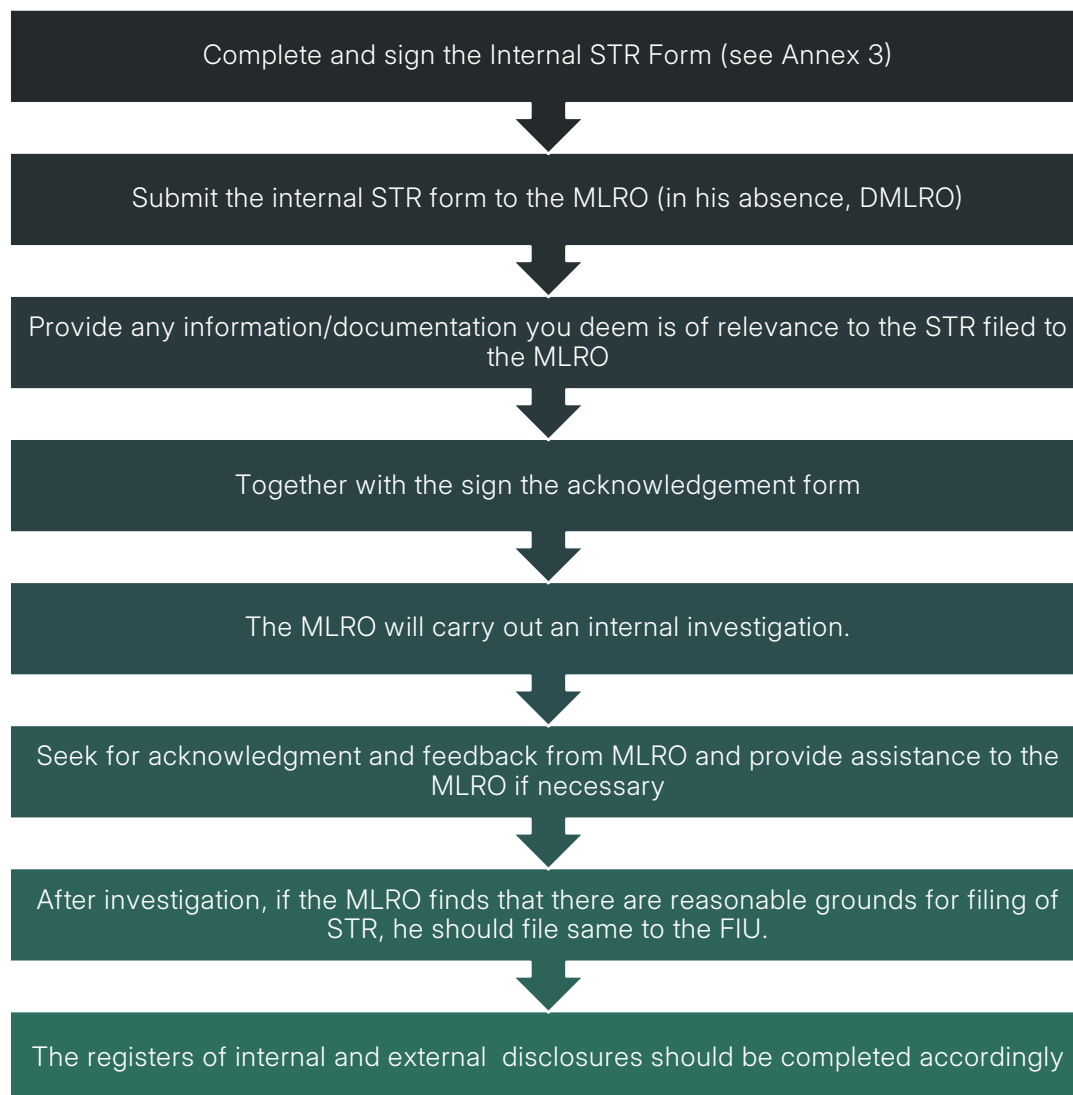 Complete and sign the Internal STR Form (see Annex 3)
Submit the internal STR form to the MLRO (in his absence, DMLRO)
Provide any information/documentation you deem is of relevance to the STR filed to
the MLRO
Together with the sign the acknowledgement form
The MLRO will carry out an internal investigation.
Seek for acknowledgment and feedback from MLRO and provide assistance to the
MLRO if necessary
After investigation, if the MLRO finds that there are reasonable grounds for filing of
STR, he should file same to the FIU.
The registers of internal and external  disclosures should be completed accordingly